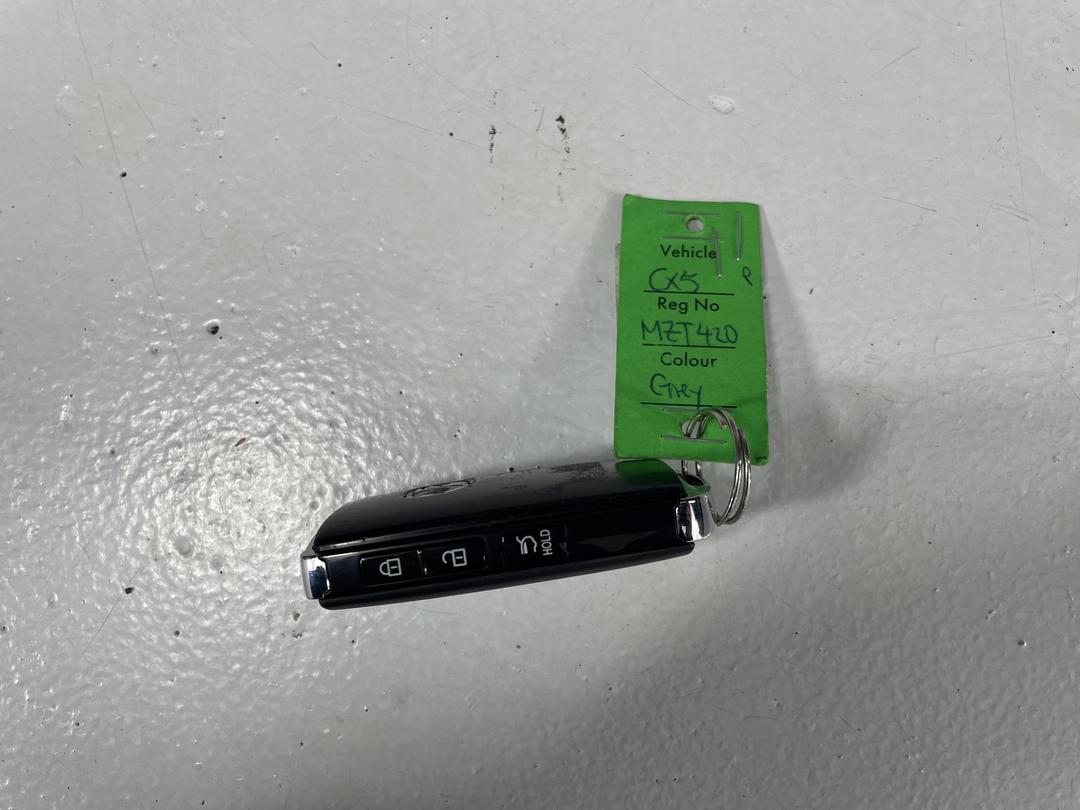 Vehicle
CX5
Reg No
MZT420
Colour
Grey
P
HOLD